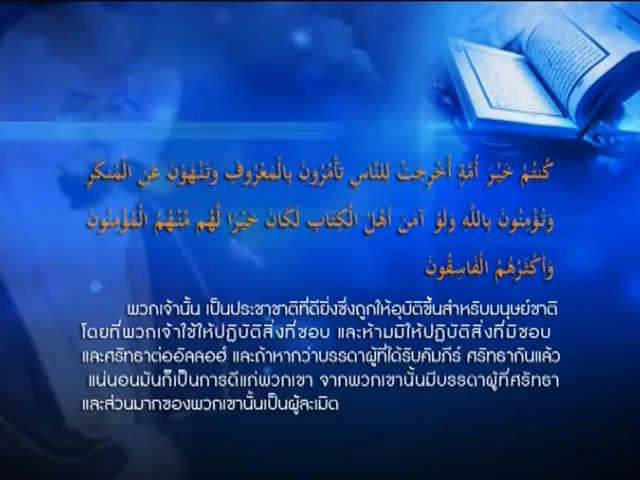 كُنتُمْ خَيْرَ أُمَّةٍ أُخْرِجَتْ لِلنَّاسِ تَأْمُرُونَ بِالْمَعْرُوفِ وَتَنْهَوْنَ عَنِ الْمُنكَرِ
وَتُؤْمِنُونَ بِاللَّهِ وَلَوْ آمَنَ أَهْلُ الْكِتَابِ لَكَانَ خَيْرًا لَّهُم مِّنْهُمُ الْمُؤْمِنُونَ
وَأَكْثَرُهُمُ الْفَاسِقُونَ
พวกเจ้านั้น เป็นประชาชาติที่ดียิ่งซึ่งถูกให้อุบัติขึ้นสำหรับมนุษย์ชาติ
โดยที่พวกเจ้าใช้ให้ปฏิบัติสิ่งที่ชอบ และห้ามมิให้ปฏิบัติสิ่งที่มิชอบ
และศรัทธาต่ออัลลอฮ์ และถ้าหากว่าบรรดาผู้ที่ได้รับคัมภีร์ ศรัทธากันแล้ว
แน่นอนมันก็เป็นการดีแก่พวกเขา จากพวกเขานั้นมีบรรดาผู้ที่ศรัทธา
และส่วนมากของพวกเขานั้นเป็นผู้ละเมิด